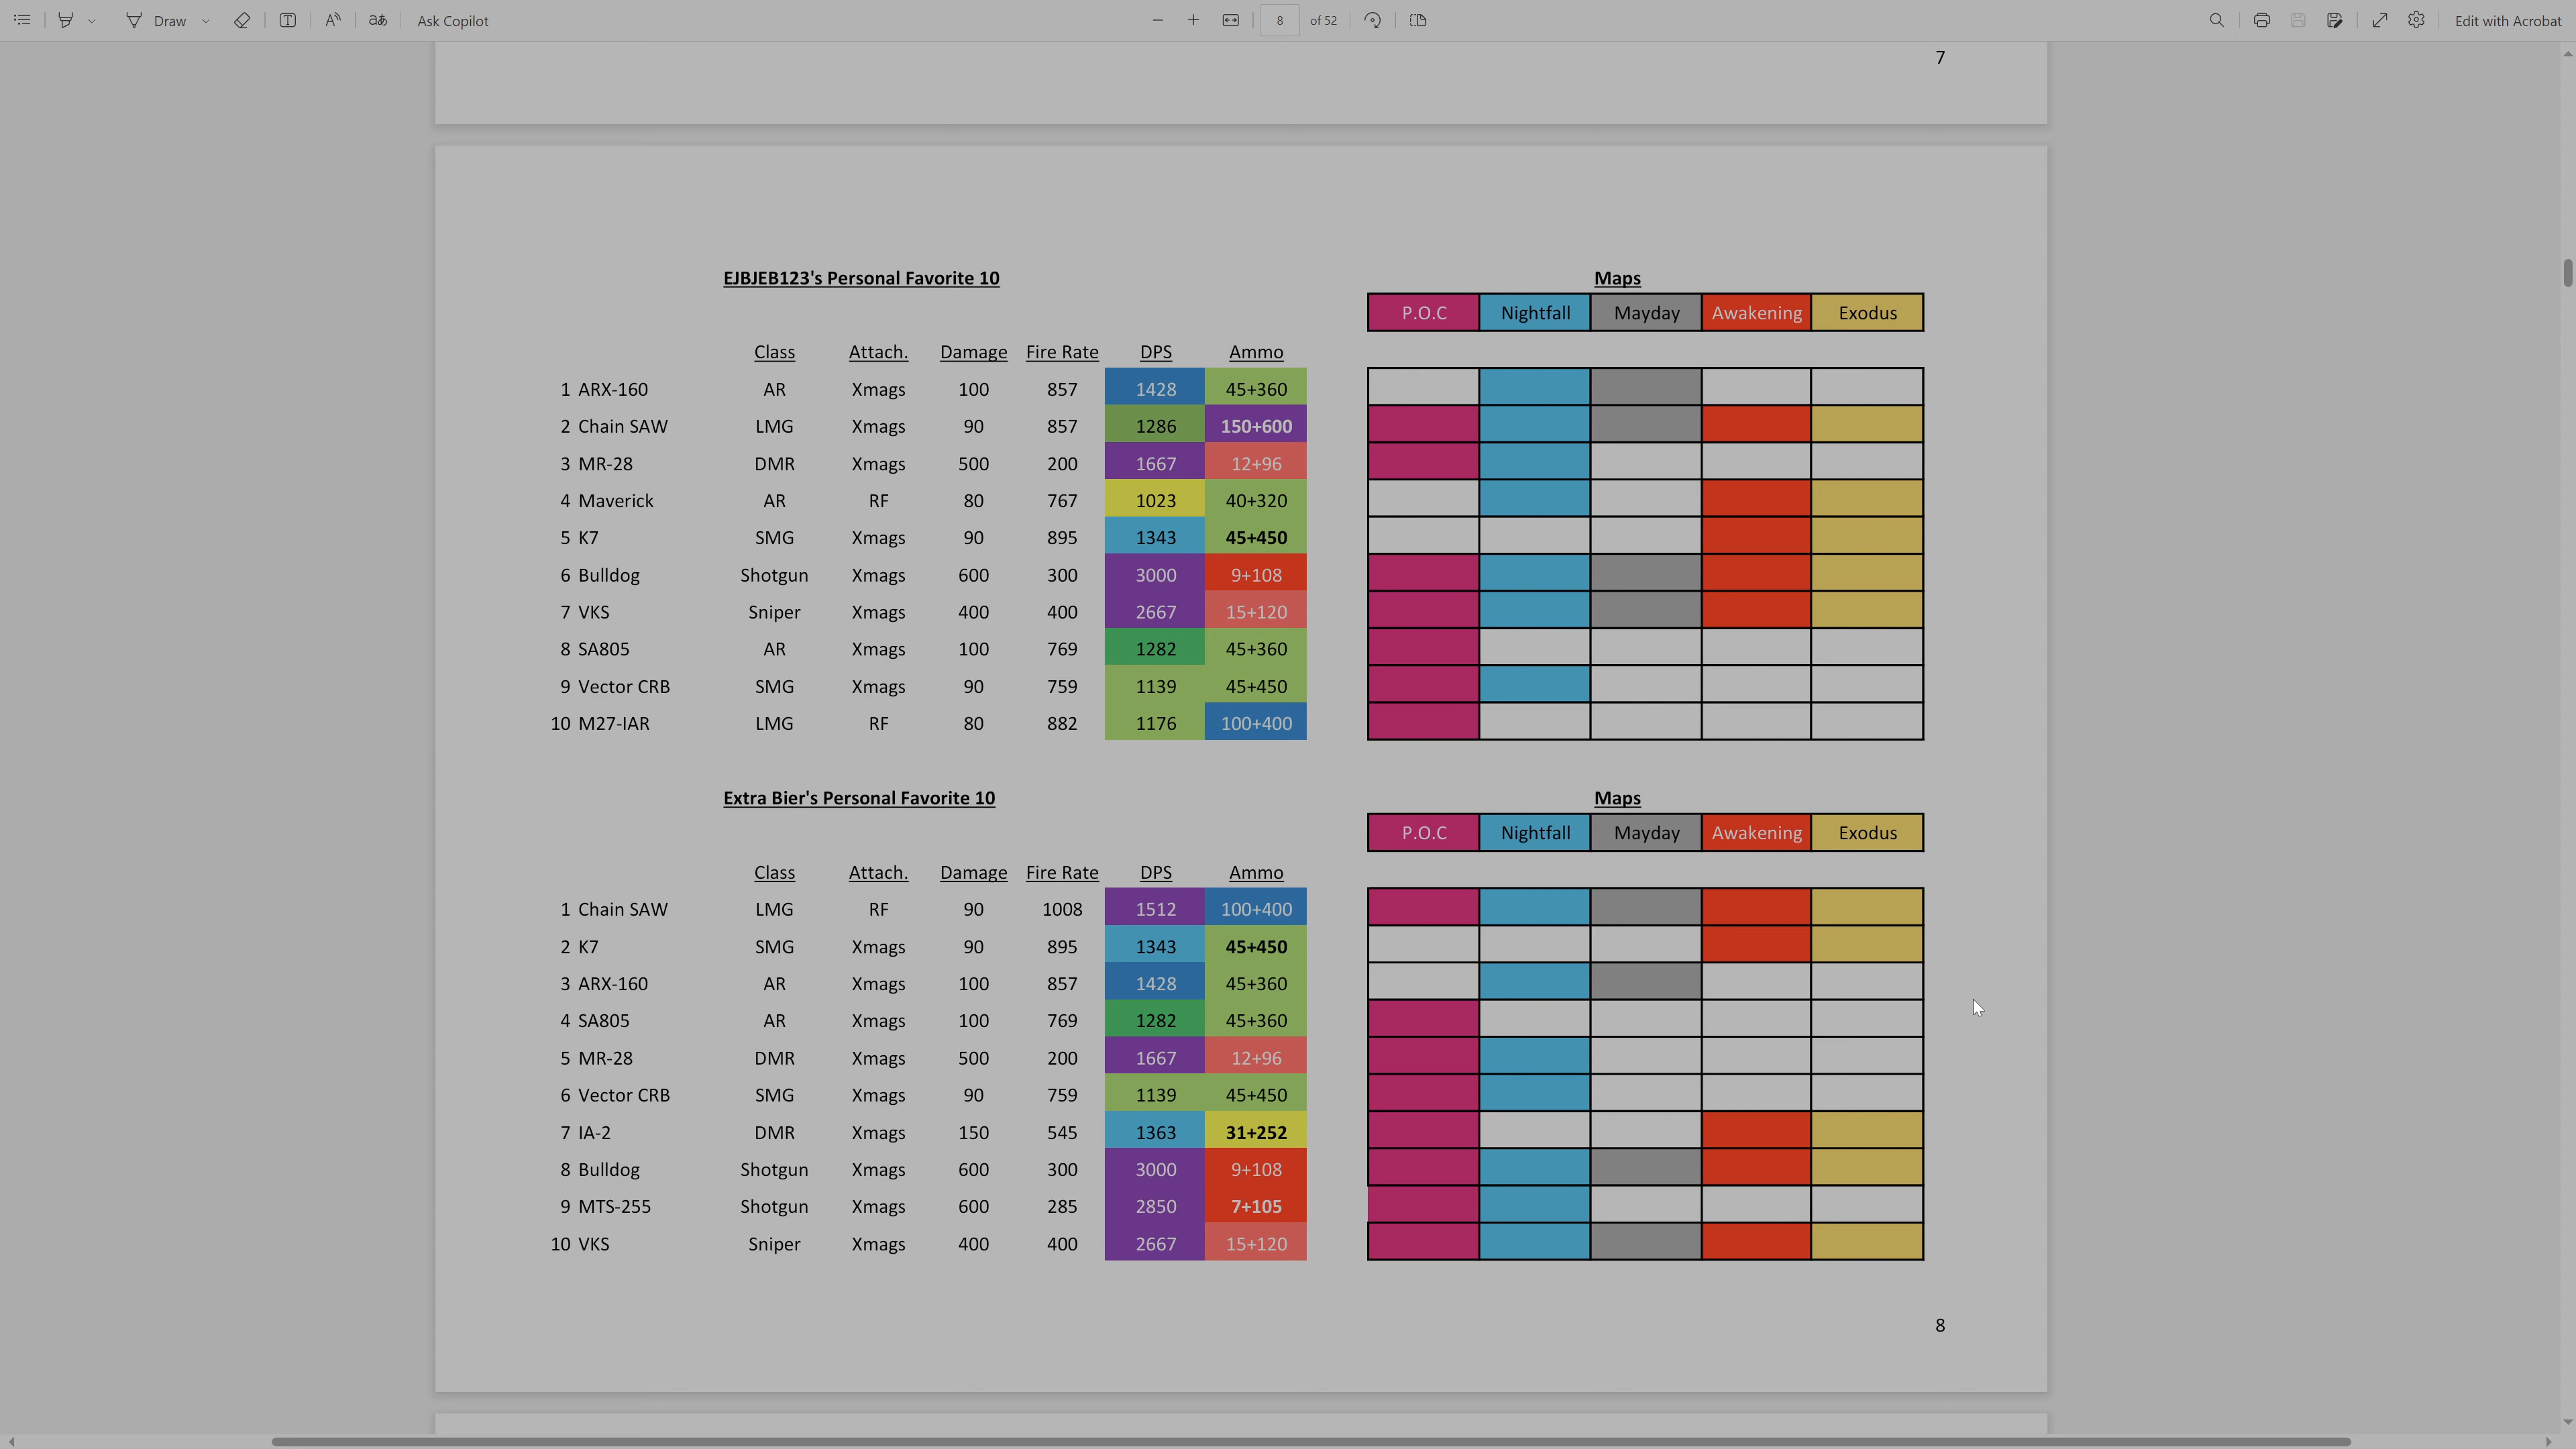 Draw Ask Copilot 8 of 52 Edit with Acrobat
7
EJBJEB123's Personal Favorite 10 Maps
P.O.C Nightfall Mayday Awakening Exodus
Class Attach. Damage Fire Rate DPS Ammo
1 ARX-160 AR Xmags 100 857 1428 45+360
2 Chain SAW LMG Xmags 90 857 1286 150+600
3 MR-28 DMR Xmags 500 200 1667 12+96
4 Maverick AR RF 80 767 1023 40+320
5 K7 SMG Xmags 90 895 1343 45+450
6 Bulldog Shotgun Xmags 600 300 3000 9+108
7 VKS Sniper Xmags 400 400 2667 15+120
8 SA805 AR Xmags 100 769 1282 45+360
9 Vector CRB SMG Xmags 90 759 1139 45+450
10 M27-IAR LMG RF 80 882 1176 100+400
Extra Bier's Personal Favorite 10 Maps
P.O.C Nightfall Mayday Awakening Exodus
Class Attach. Damage Fire Rate DPS Ammo
1 Chain SAW LMG RF 90 1008 1512 100+400
2 K7 SMG Xmags 90 895 1343 45+450
3 ARX-160 AR Xmags 100 857 1428 45+360
4 SA805 AR Xmags 100 769 1282 45+360
5 MR-28 DMR Xmags 500 200 1667 12+96
6 Vector CRB SMG Xmags 90 759 1139 45+450
7 IA-2 DMR Xmags 150 545 1363 31+252
8 Bulldog Shotgun Xmags 600 300 3000 9+108
9 MTS-255 Shotgun Xmags 600 285 2850 7+105
10 VKS Sniper Xmags 400 400 2667 15+120
8